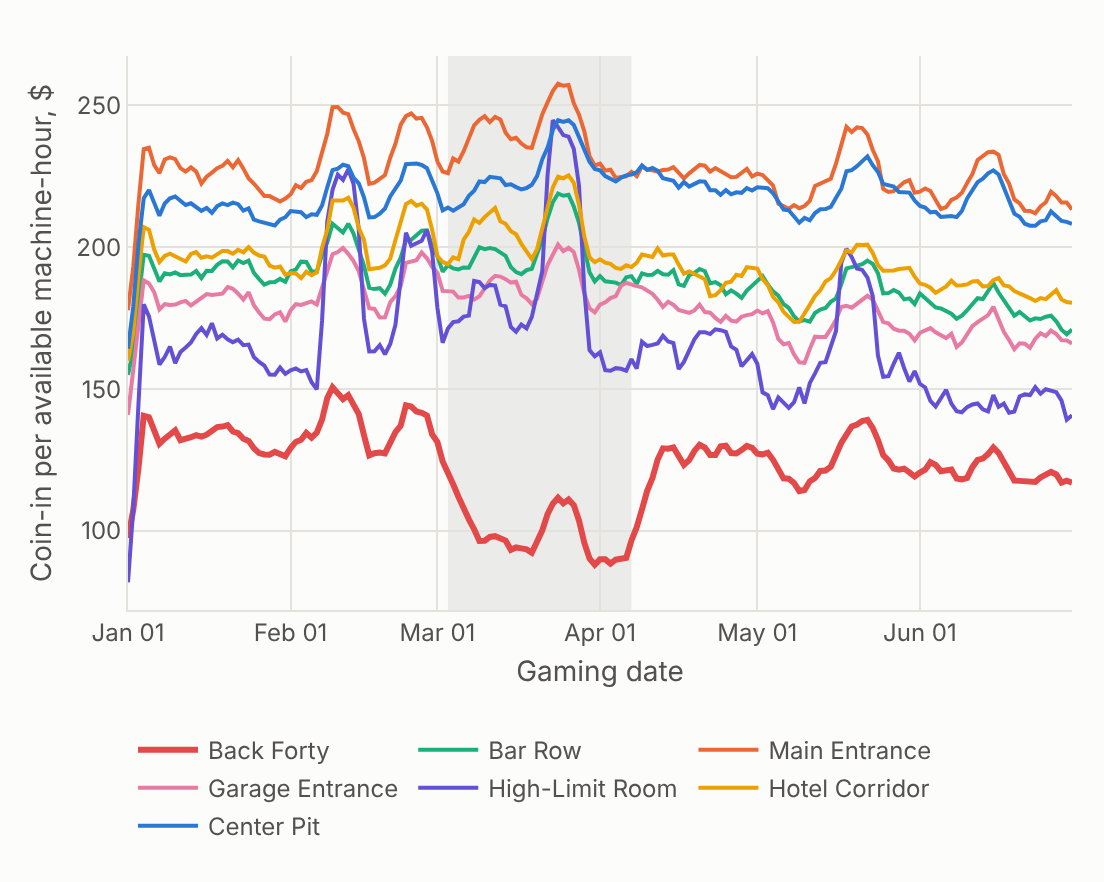 Coin-in per available machine-hour, $
250
200
150
100
Jan 01 Feb 01 Mar 01 Apr 01 May 01 Jun 01
Gaming date
Back Forty Bar Row Main Entrance
Garage Entrance High-Limit Room Hotel Corridor
Center Pit